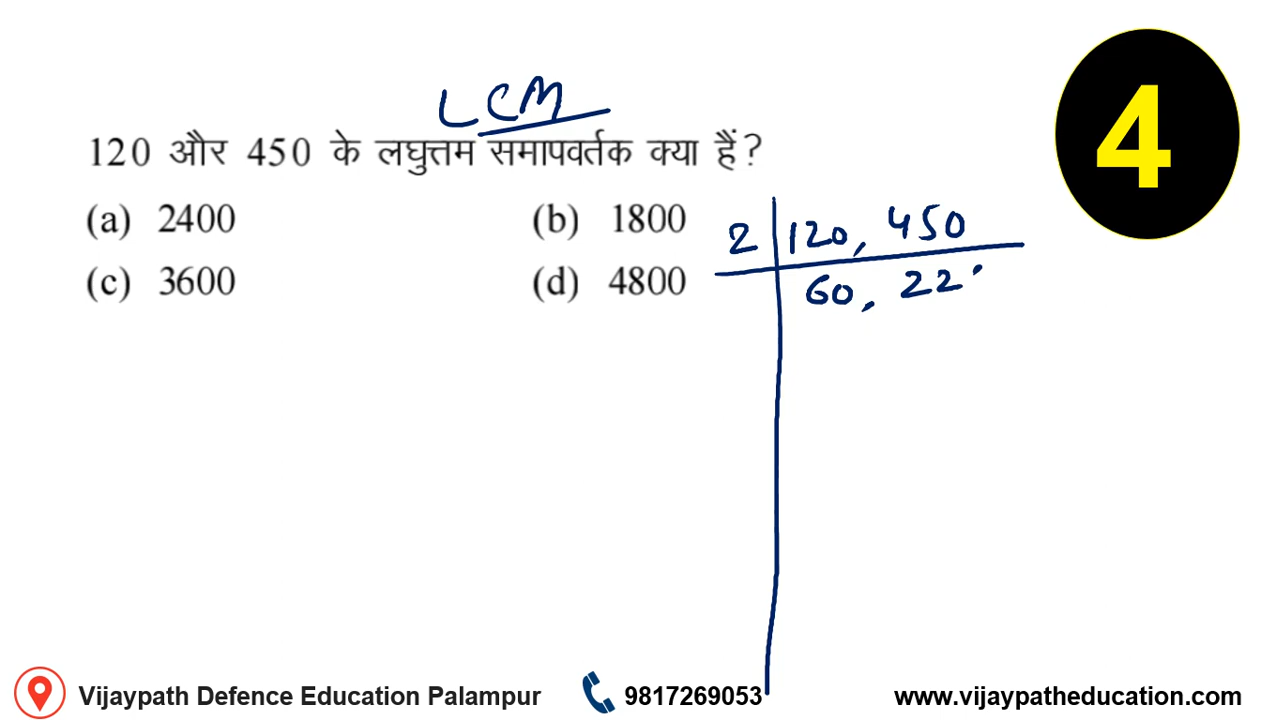 LCM
4
120 और 450 के लघुत्तम समापवर्तक क्या हैं?
(a) 2400 (b) 1800
(c) 3600 (d) 4800
2 120, 450
60, 22
Vijaypath Defence Education Palampur 9817269053 www.vijaypatheducation.com